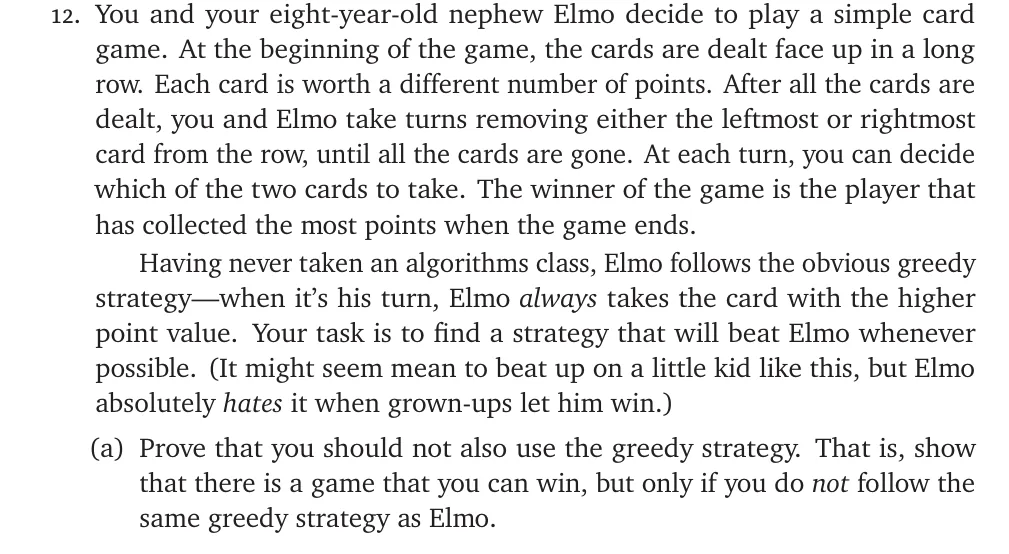 12. You and your eight-year-old nephew Elmo decide to play a simple card
game. At the beginning of the game, the cards are dealt face up in a long
row. Each card is worth a different number of points. After all the cards are
dealt, you and Elmo take turns removing either the leftmost or rightmost
card from the row, until all the cards are gone. At each turn, you can decide
which of the two cards to take. The winner of the game is the player that
has collected the most points when the game ends.
Having never taken an algorithms class, Elmo follows the obvious greedy
strategy—when it’s his turn, Elmo always takes the card with the higher
point value. Your task is to find a strategy that will beat Elmo whenever
possible. (It might seem mean to beat up on a little kid like this, but Elmo
absolutely hates it when grown-ups let him win.)
(a) Prove that you should not also use the greedy strategy. That is, show
that there is a game that you can win, but only if you do not follow the
same greedy strategy as Elmo.